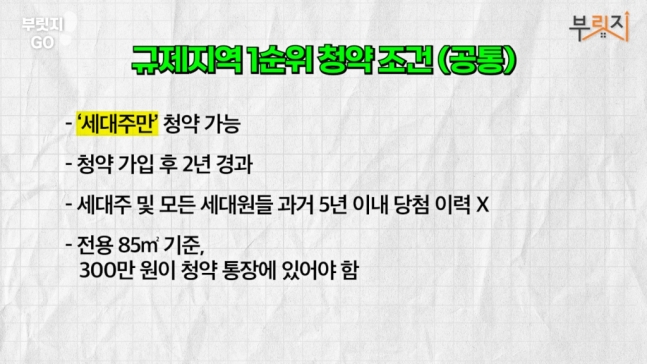 부릿지
GO!
부릿지
규제지역 1순위 청약 조건 (공통)
- ‘세대주만’ 청약 가능
- 청약 가입 후 2년 경과
- 세대주 및 모든 세대원들 과거 5년 이내 당첨 이력 X
- 전용 85㎡ 기준,
300만 원이 청약 통장에 있어야 함